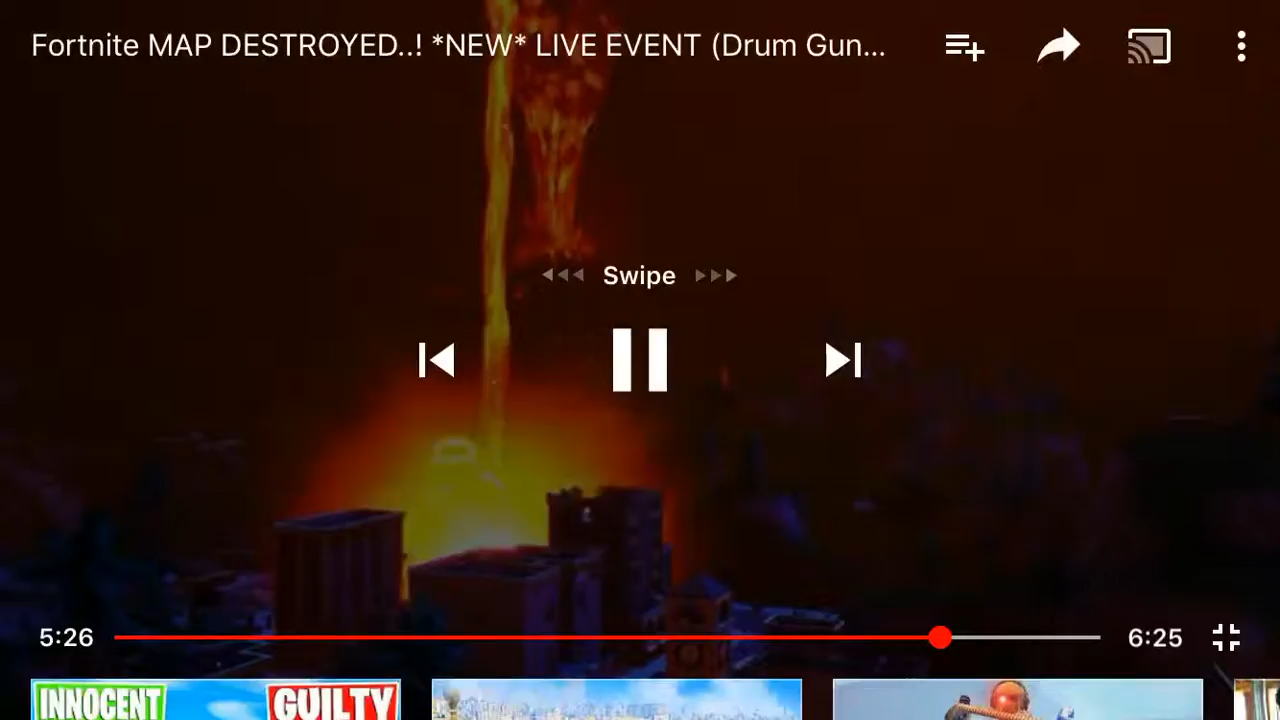 Fortnite MAP DESTROYED..! *NEW* LIVE EVENT (Drum Gun...
Swipe
5:26
6:25
INNOCENT
GUILTY